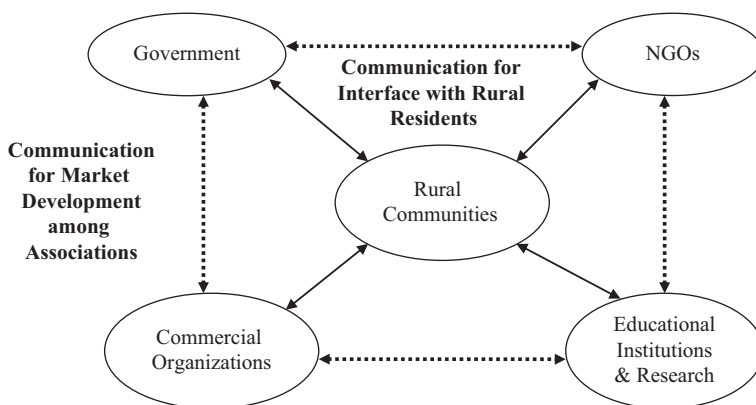 Government
NGOs
Communication for
Interface with Rural
Residents
Communication
for Market
Development
among
Associations
Rural
Communities
Commercial
Organizations
Educational
Institutions
& Research